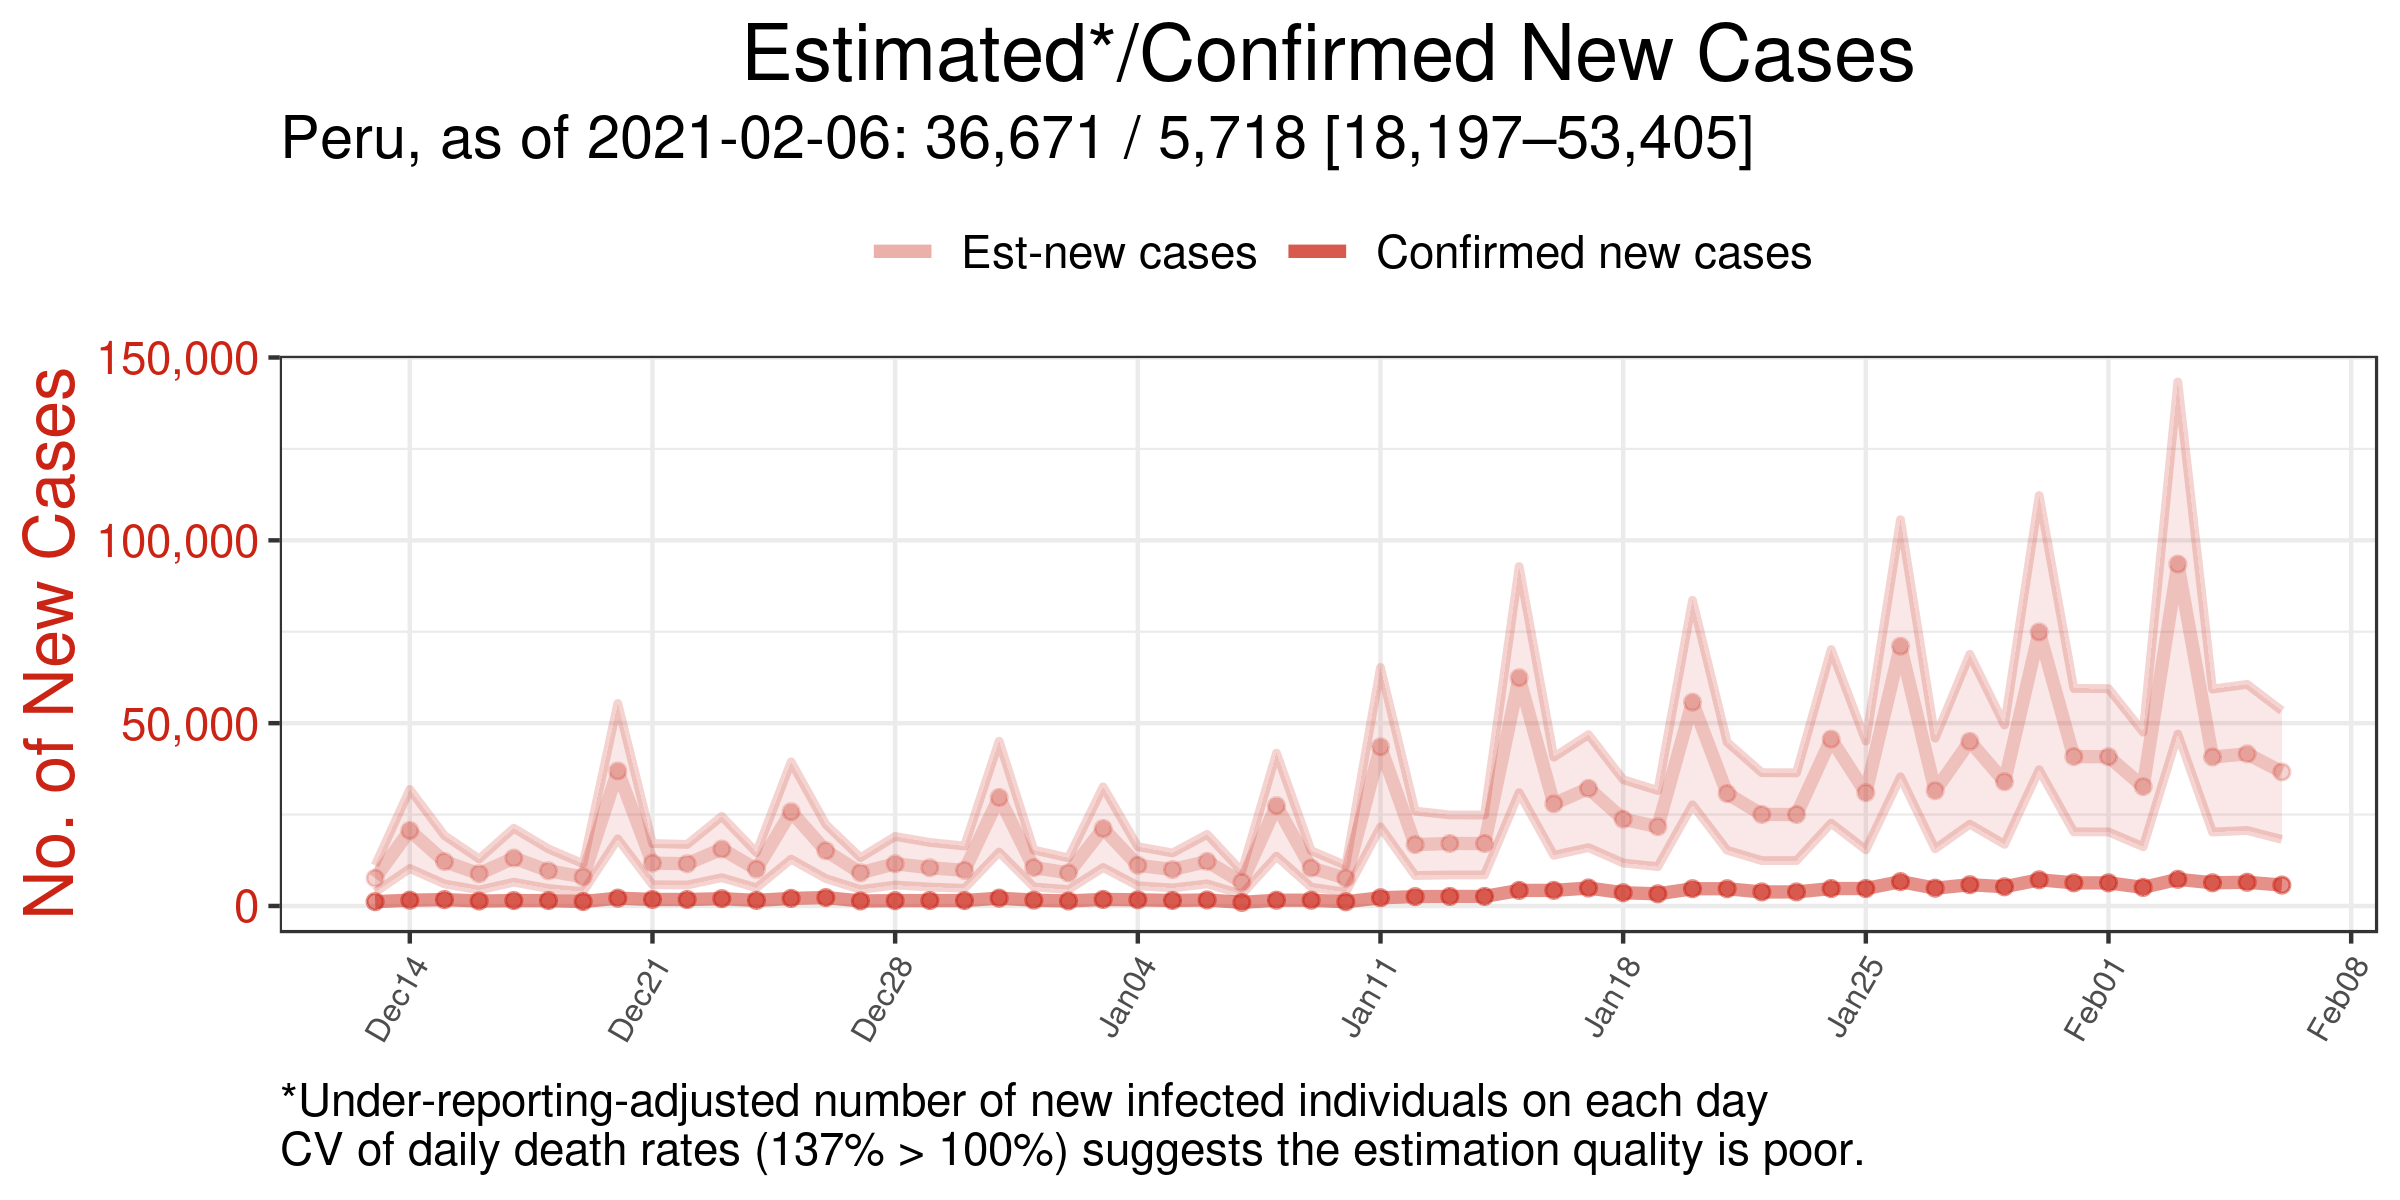 Estimated*/Confirmed New Cases
Peru, as of 2021-02-06: 36,671 / 5,718 [18,197–53,405]
Est-new cases
Confirmed new cases
No. of New Cases
150,000
100,000
50,000
0
Dec14
Dec21
Dec28
Jan04
Jan11
Jan18
Jan25
Feb01
Feb08
*Under-reporting-adjusted number of new infected individuals on each day
CV of daily death rates (137% > 100%) suggests the estimation quality is poor.